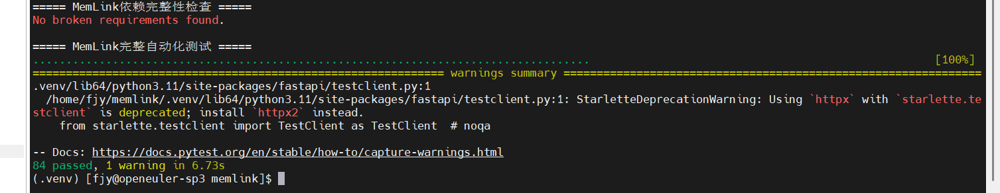 ===== MemLink依赖完整性检查 =====
No broken requirements found.
===== MemLink完整自动化测试 =====
.................................................................................... [100%]
============================================================== warnings summary ===============================================================
.venv/lib64/python3.11/site-packages/fastapi/testclient.py:1
  /home/fjy/memlink/.venv/lib64/python3.11/site-packages/fastapi/testclient.py:1: StarletteDeprecationWarning: Using `httpx` with `starlette.te
stclient` is deprecated; install `httpx2` instead.
    from starlette.testclient import TestClient as TestClient  # noqa
-- Docs: https://docs.pytest.org/en/stable/how-to/capture-warnings.html
84 passed, 1 warning in 6.73s
(.venv) [fjy@openeuler-sp3 memlink]$